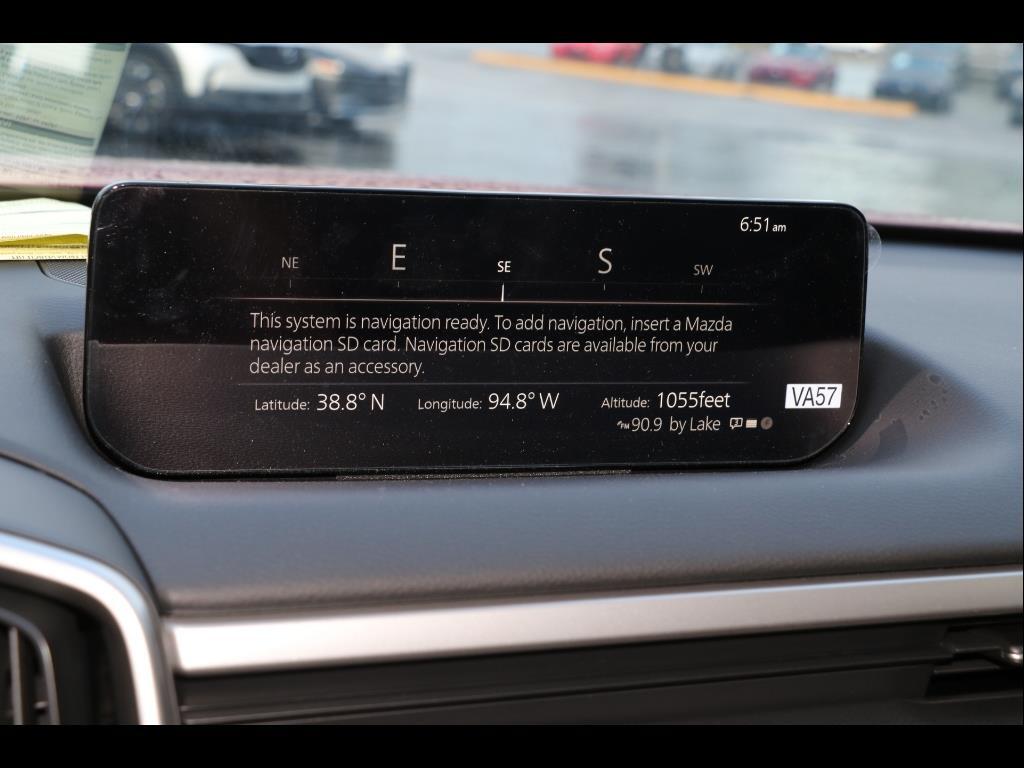 6:51 am
NE E SE S SW
This system is navigation ready. To add navigation, insert a Mazda
navigation SD card. Navigation SD cards are available from your
dealer as an accessory.
Latitude: 38.8° N Longitude: 94.8° W Altitude: 1055feet
VA57
FM 90.9 by Lake